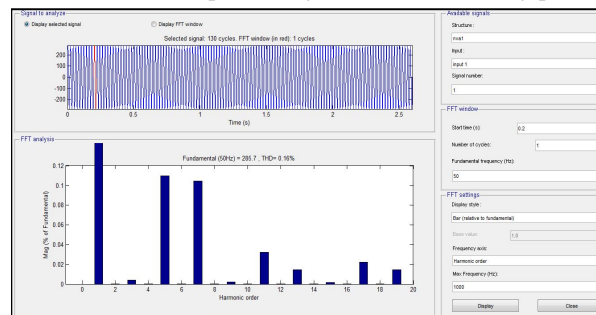 Signal to analyze
Display selected signal
Display FFT window
Selected signal: 130 cycles. FFT window (in red): 1 cycles
200
100
0
-100
-200
0
0.5
1
1.5
2
2.5
Time (s)
FFT analysis
Fundamental (50Hz) = 285.7 , THD= 0.16%
0.12
0.1
0.08
0.06
0.04
0.02
0
Mag (% of Fundamental)
0
2
4
6
8
10
12
14
16
18
20
Harmonic order
Available signals
Structure :
Input :
input 1
Signal number:
1
FFT window
Start time (s):
0.2
Number of cycles:
1
Fundamental frequency (Hz):
50
FFT settings
Display style :
Bar (relative to fundamental)
Base value:
1.0
Frequency axis:
Harmonic order
Max Frequency (Hz):
1000
Display
Close